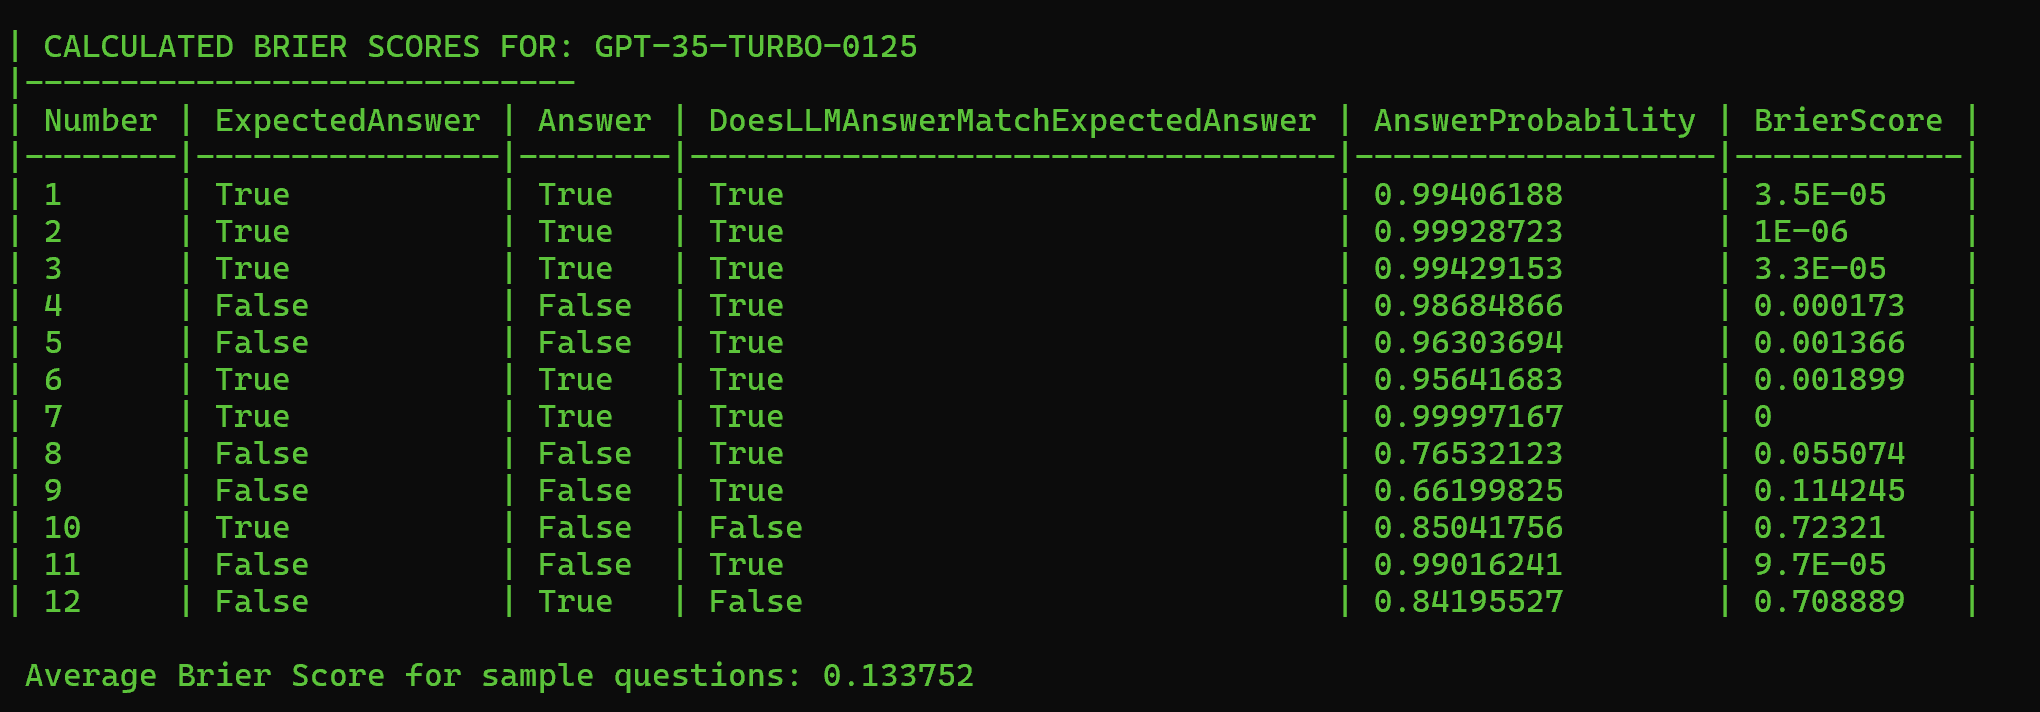 | CALCULATED BRIER SCORES FOR: GPT-35-TURBO-0125
|-----------------------------
| Number | ExpectedAnswer | Answer | DoesLLMAnswerMatchExpectedAnswer | AnswerProbability | BrierScore |
|--------|----------------|--------|----------------------------------|-------------------|------------|
| 1 | True | True | True | 0.99406188 | 3.5E-05 |
| 2 | True | True | True | 0.99928723 | 1E-06 |
| 3 | True | True | True | 0.99429153 | 3.3E-05 |
| 4 | False | False | True | 0.98684866 | 0.000173 |
| 5 | False | False | True | 0.96303694 | 0.001366 |
| 6 | True | True | True | 0.95641683 | 0.001899 |
| 7 | True | True | True | 0.99997167 | 0 |
| 8 | False | False | True | 0.76532123 | 0.055074 |
| 9 | False | False | True | 0.66199825 | 0.114245 |
| 10 | True | False | False | 0.85041756 | 0.72321 |
| 11 | False | False | True | 0.99016241 | 9.7E-05 |
| 12 | False | True | False | 0.84195527 | 0.708889 |
Average Brier Score for sample questions: 0.133752